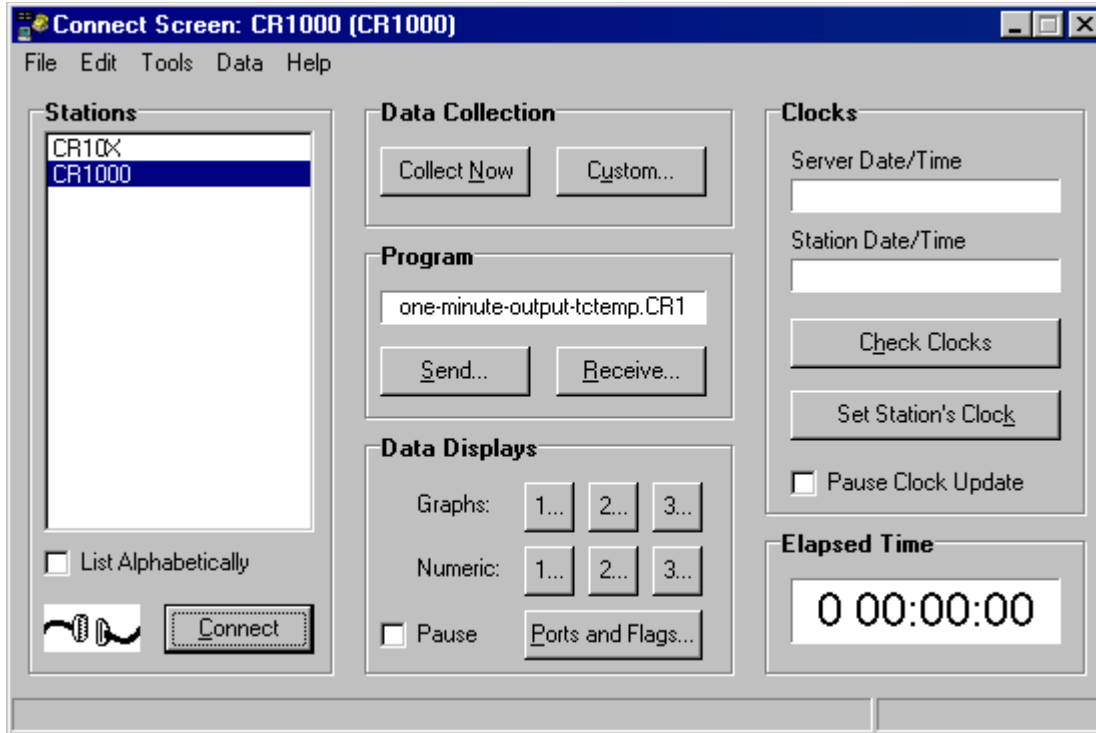 Connect Screen: CR1000 (CR1000)
File Edit Tools Data Help
Stations
CR10X
CR1000
List Alphabetically
Connect
Data Collection
Collect Now
Custom...
Program
one-minute-output-tctemp.CR1
Send...
Receive...
Data Displays
Graphs: 1... 2... 3...
Numeric: 1... 2... 3...
Pause
Ports and Flags...
Clocks
Server Date/Time
Station Date/Time
Check Clocks
Set Station's Clock
Pause Clock Update
Elapsed Time
0 00:00:00